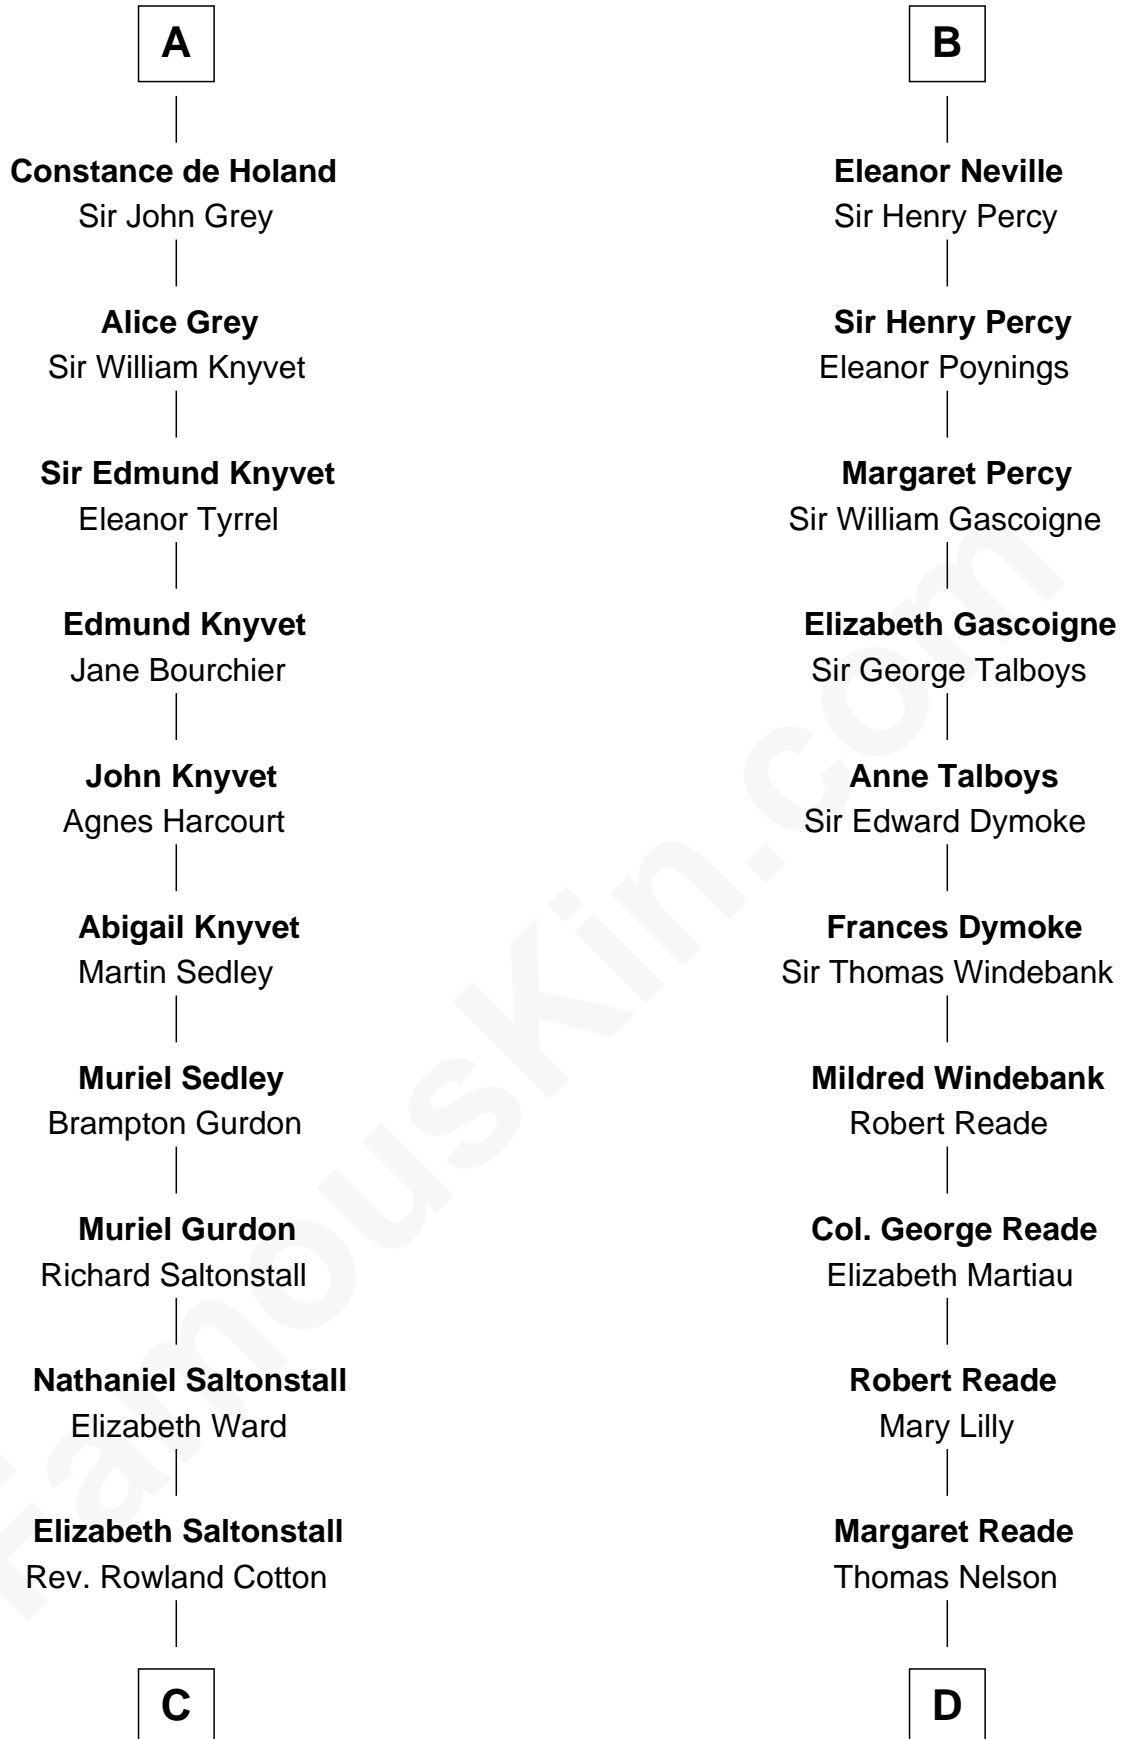 A
Constance de Holand
Sir John Grey
Alice Grey
Sir William Knyvet
Sir Edmund Knyvet
Eleanor Tyrrel
Edmund Knyvet
Jane Bourchier
John Knyvet
Agnes Harcourt
Abigail Knyvet
Martin Sedley
Muriel Sedley
Brampton Gurdon
Muriel Gurdon
Richard Saltonstall
Nathaniel Saltonstall
Elizabeth Ward
Elizabeth Saltonstall
Rev. Rowland Cotton
C
B
Eleanor Neville
Sir Henry Percy
Sir Henry Percy
Eleanor Poynings
Margaret Percy
Sir William Gascoigne
Elizabeth Gascoigne
Sir George Talboys
Anne Talboys
Sir Edward Dymoke
Frances Dymoke
Sir Thomas Windebank
Mildred Windebank
Robert Reade
Col. George Reade
Elizabeth Martiau
Robert Reade
Mary Lilly
Margaret Reade
Thomas Nelson
D
FamousKin.com